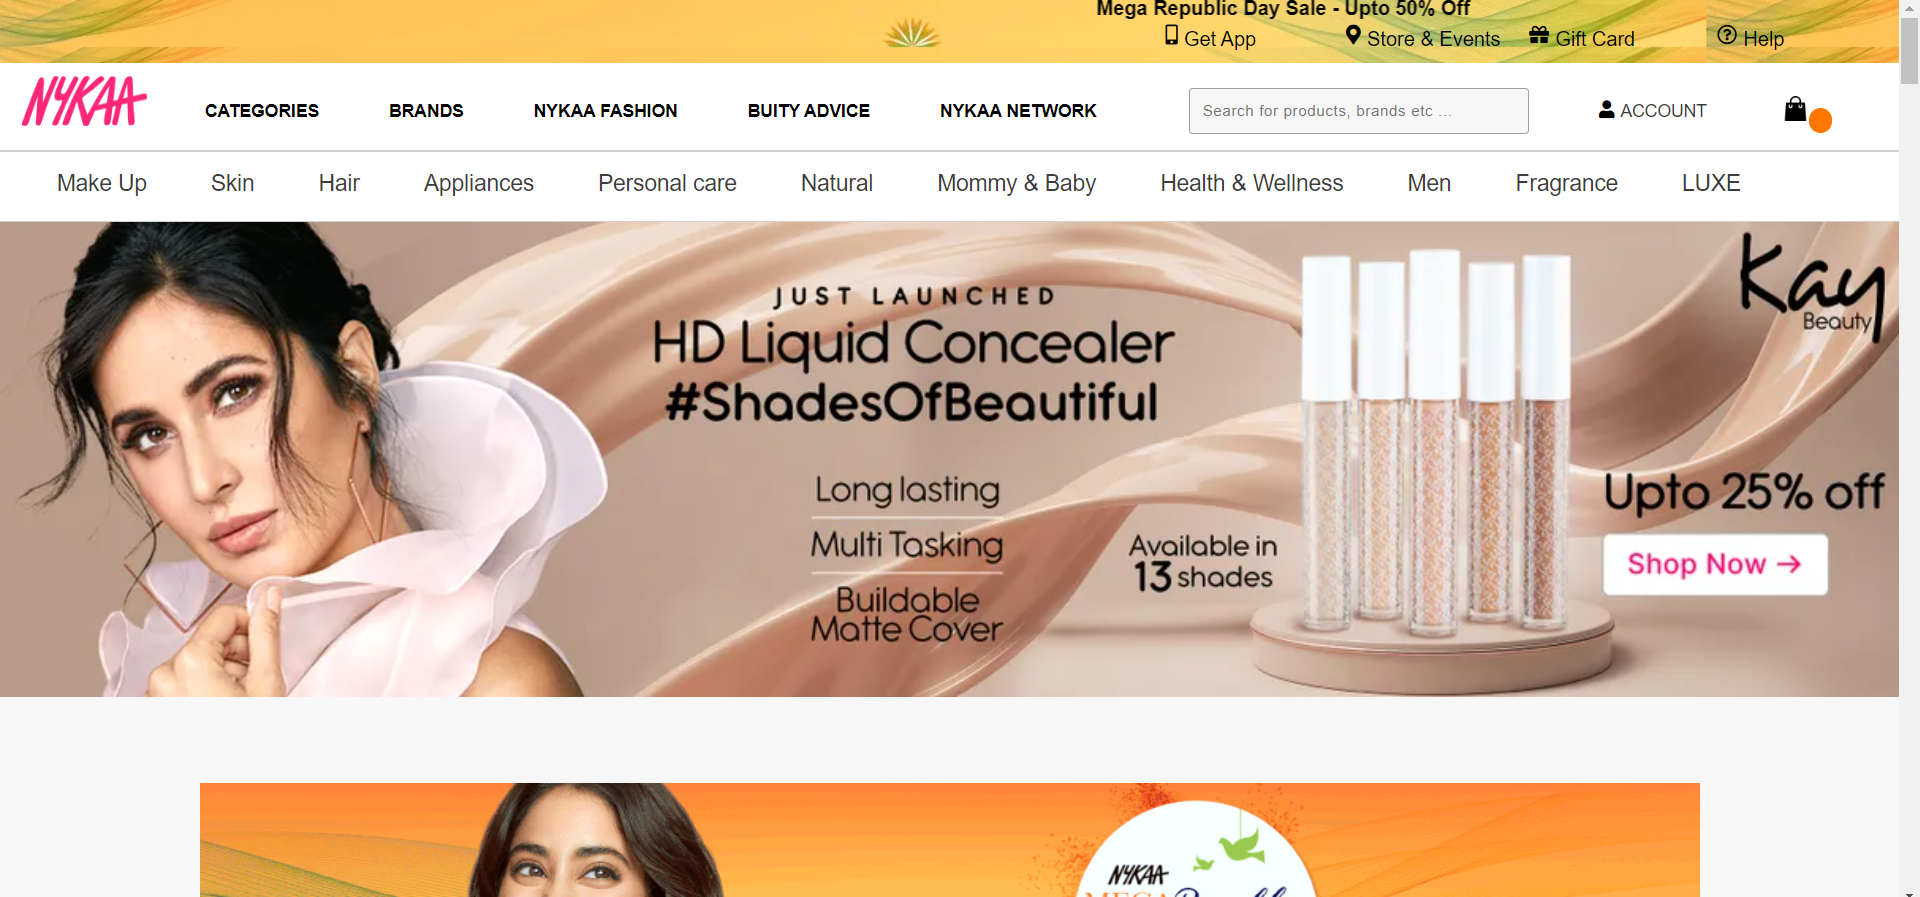 Mega Republic Day Sale - Upto 50% Off
Get App
Store & Events
Gift Card
Help
NYKAA
CATEGORIES
BRANDS
NYKAA FASHION
BUITY ADVICE
NYKAA NETWORK
Search for products, brands etc ...
ACCOUNT
Make Up
Skin
Hair
Appliances
Personal care
Natural
Mommy & Baby
Health & Wellness
Men
Fragrance
LUXE
JUST LAUNCHED
HD Liquid Concealer
#ShadesOfBeautiful
Long lasting
Multi Tasking
Buildable
Matte Cover
Available in
13 shades
Kay
Beauty
Upto 25% off
Shop Now →
NYKAA